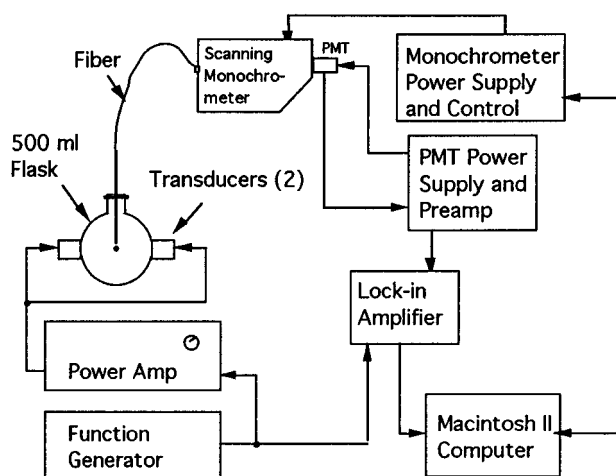 Fiber
Scanning
Monochro-
meter
PMT
Monochrometer
Power Supply
and Control
500 ml
Flask
Transducers (2)
PMT Power
Supply and
Preamp
Lock-in
Amplifier
Power Amp
Function
Generator
Macintosh II
Computer